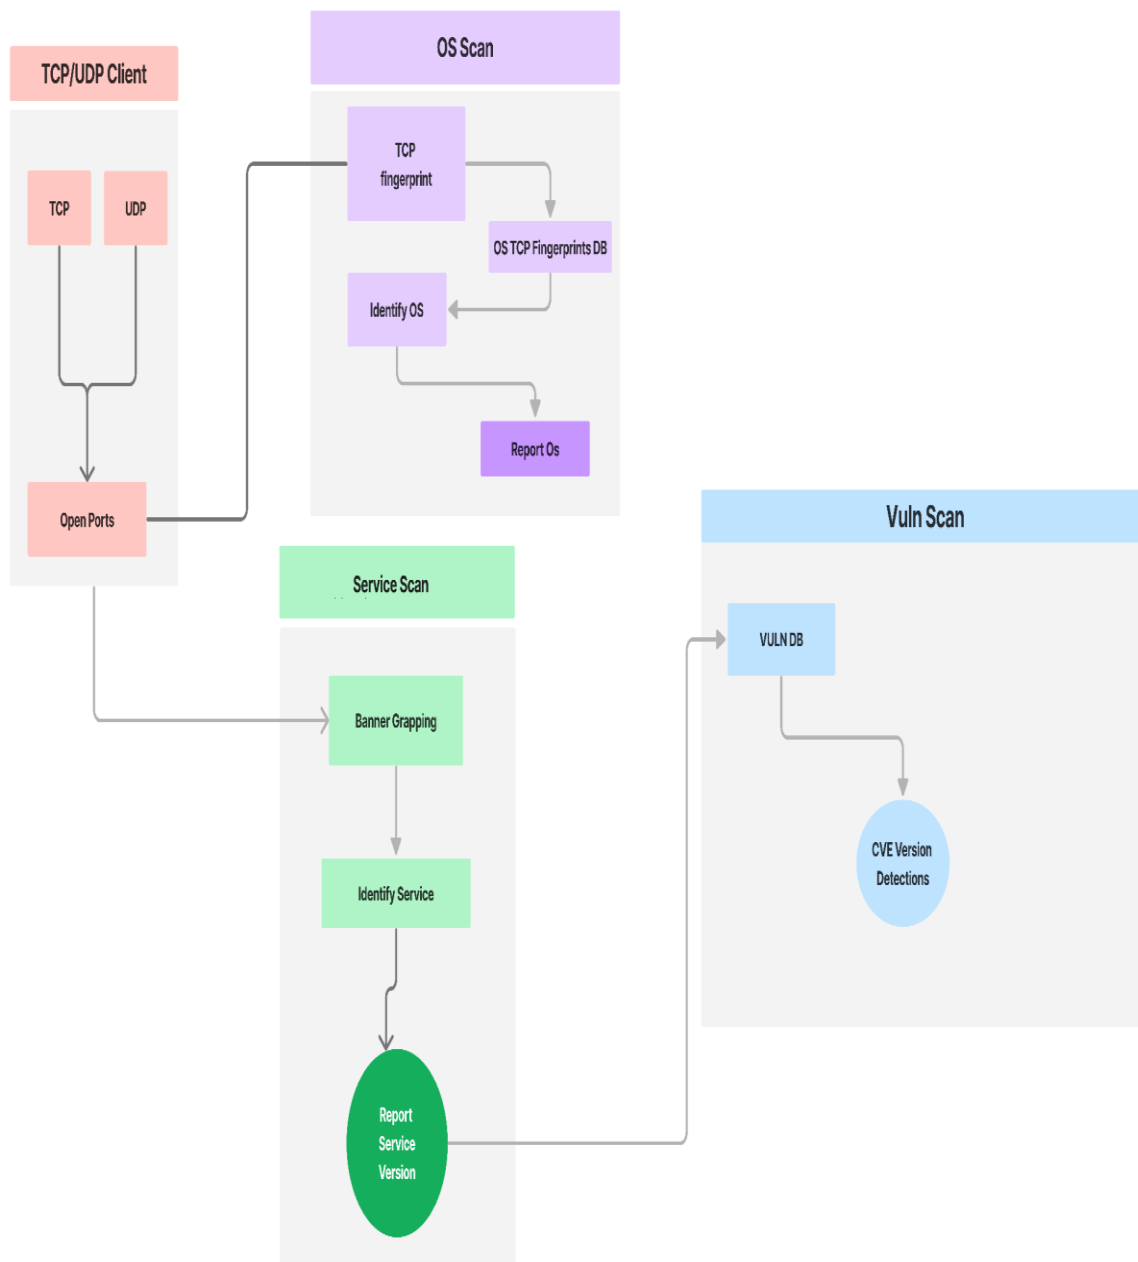 TCP/UDP Client
TCP
UDP
Open Ports
OS Scan
TCP
fingerprint
OS TCP Fingerprints DB
Identify OS
Report Os
Service Scan
Banner Grapping
Identify Service
Report
Service
Version
Vuln Scan
VULN DB
CVE Version
Detections